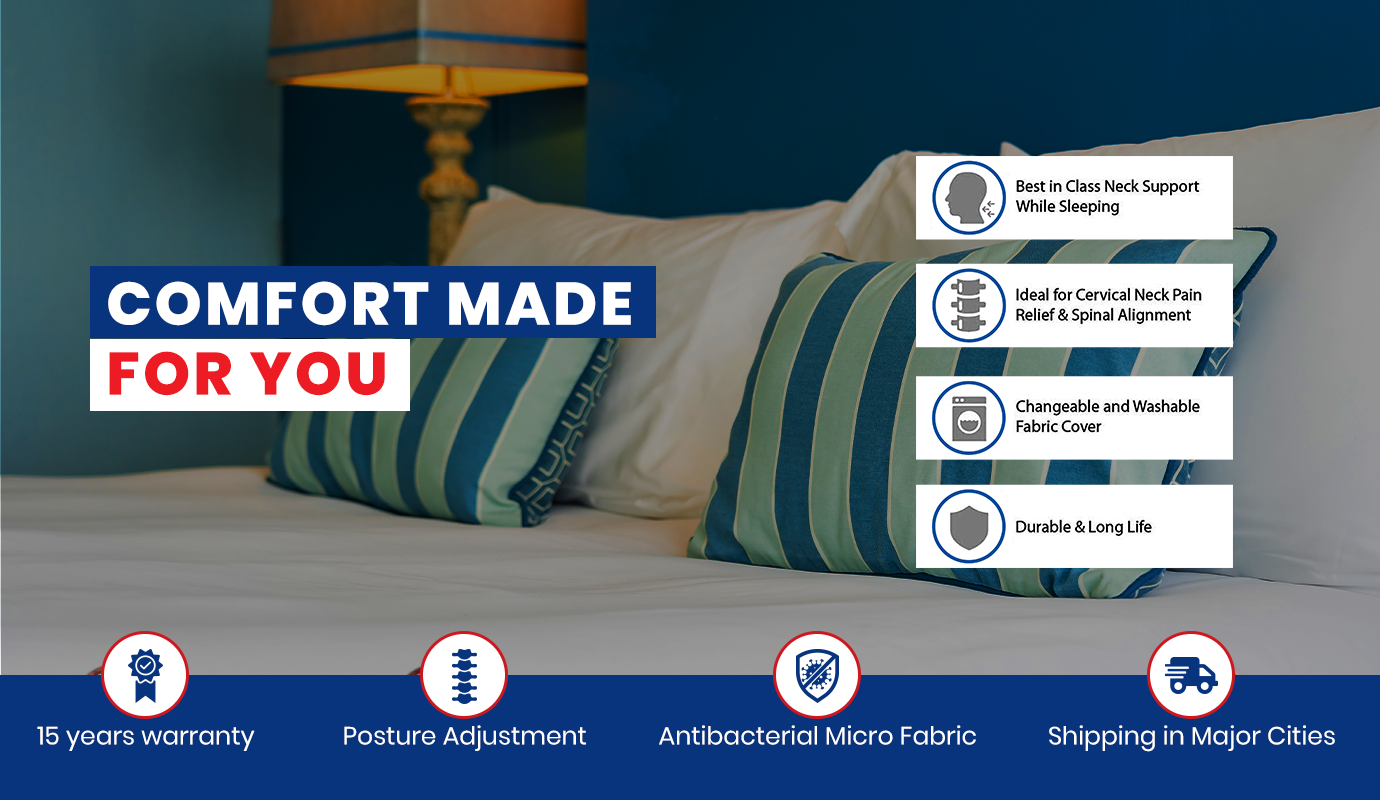 COMFORT MADE
FOR YOU
Best in Class Neck Support
While Sleeping
Ideal for Cervical Neck Pain
Relief & Spinal Alignment
Changeable and Washable
Fabric Cover
Durable & Long Life
15 years warranty
Posture Adjustment
Antibacterial Micro Fabric
Shipping in Major Cities